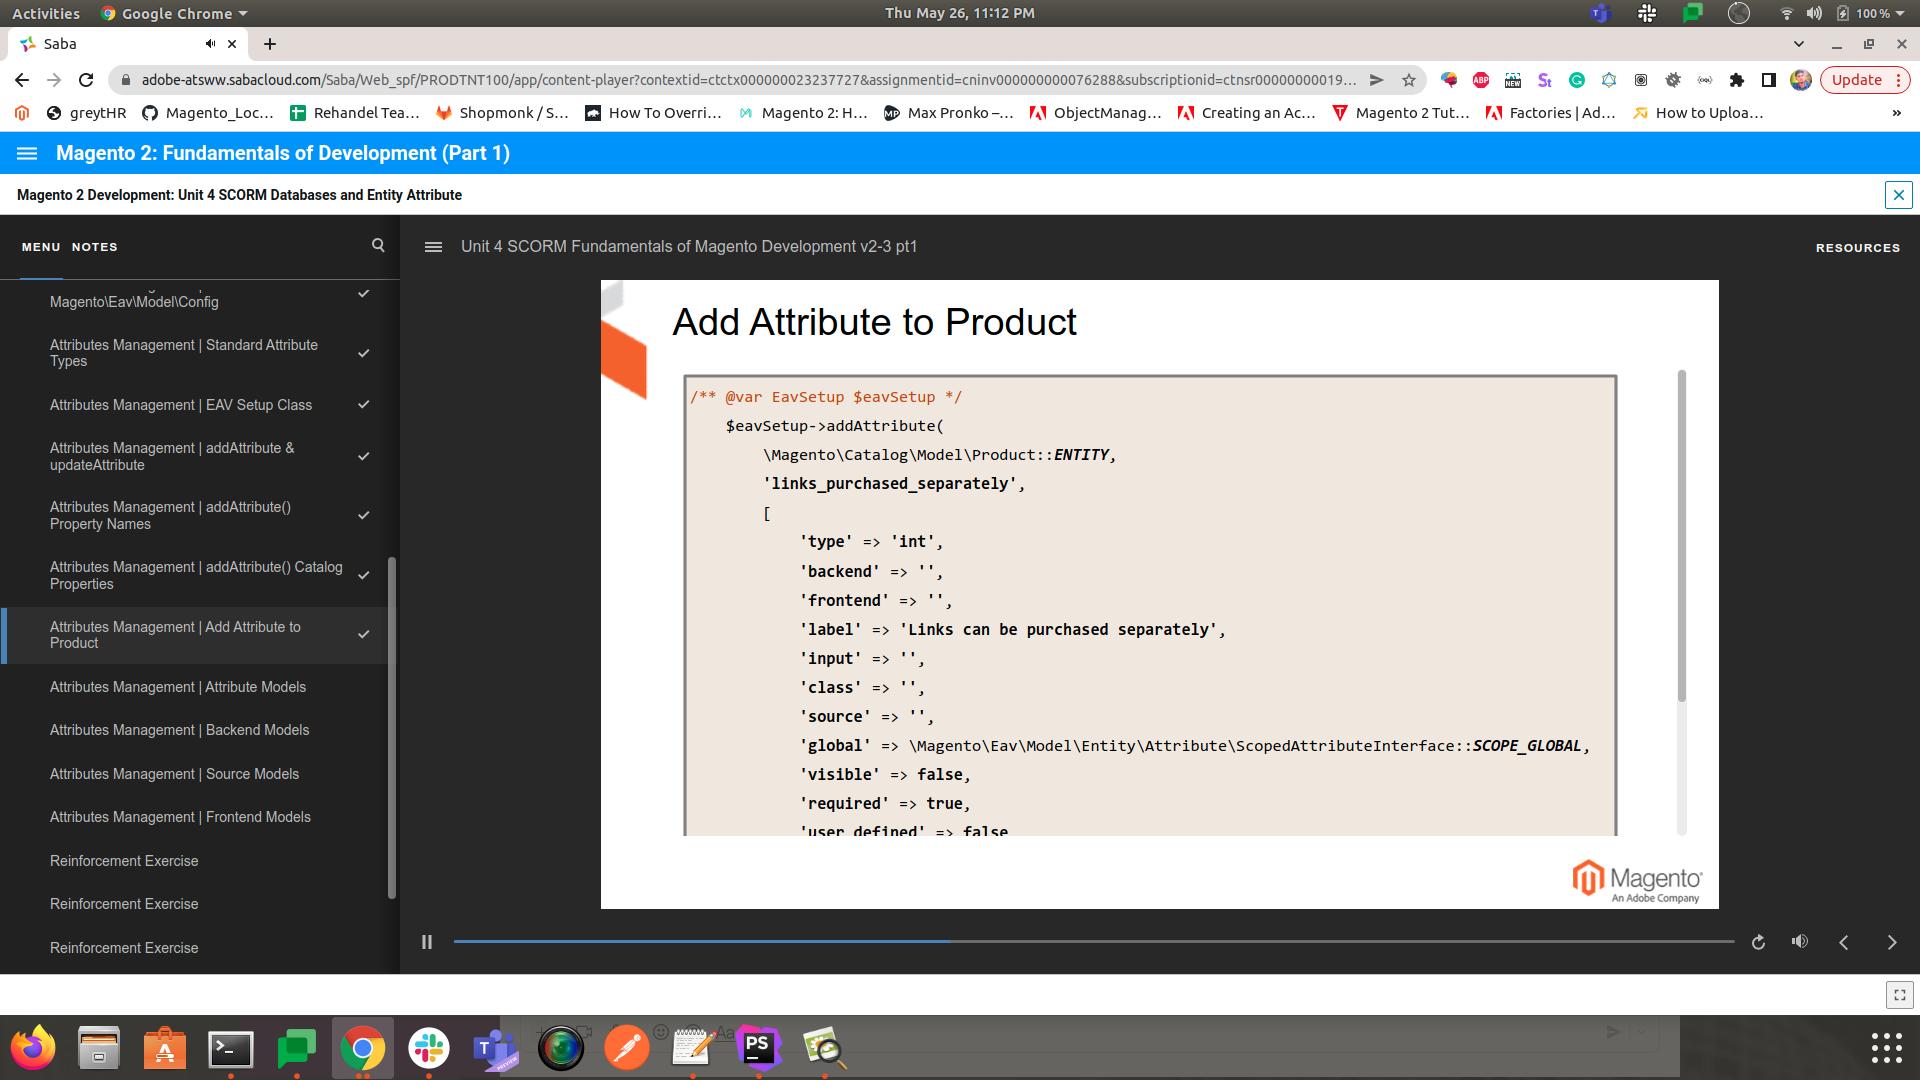 Activities
Google Chrome
Thu May 26, 11:12 PM
100 %
Saba
adobe-atsww.sabacloud.com/Saba/Web_spf/PRODTNT100/app/content-player?contextid=ctctx000000023237727&assignmentid=cninv000000000076288&subscriptionid=ctnsr00000000019...
ABP
NEW
St
Update
greytHR
Magento_Loc...
Rehandel Tea...
Shopmonk / S...
How To Overri...
Magento 2: H...
Max Pronko –...
ObjectManag...
Creating an Ac...
Magento 2 Tut...
Factories | Ad...
How to Uploa...
»
Magento 2: Fundamentals of Development (Part 1)
Magento 2 Development: Unit 4 SCORM Databases and Entity Attribute
MENU
NOTES
Unit 4 SCORM Fundamentals of Magento Development v2-3 pt1
RESOURCES
Magento\Eav\Model\Config
Attributes Management | Standard Attribute
Types
Attributes Management | EAV Setup Class
Attributes Management | addAttribute &
updateAttribute
Attributes Management | addAttribute()
Property Names
Attributes Management | addAttribute() Catalog
Properties
Attributes Management | Add Attribute to
Product
Attributes Management | Attribute Models
Attributes Management | Backend Models
Attributes Management | Source Models
Attributes Management | Frontend Models
Reinforcement Exercise
Reinforcement Exercise
Reinforcement Exercise
Add Attribute to Product
/** @var EavSetup $eavSetup */
$eavSetup->addAttribute(
\Magento\Catalog\Model\Product::ENTITY,
'links_purchased_separately',
[
'type' => 'int',
'backend' => '',
'frontend' => '',
'label' => 'Links can be purchased separately',
'input' => '',
'class' => '',
'source' => '',
'global' => \Magento\Eav\Model\Entity\Attribute\ScopedAttributeInterface::SCOPE_GLOBAL,
'visible' => false,
'required' => true,
'user_defined' => false
Magento
An Adobe Company
T
PREVIEW
Aa
PS